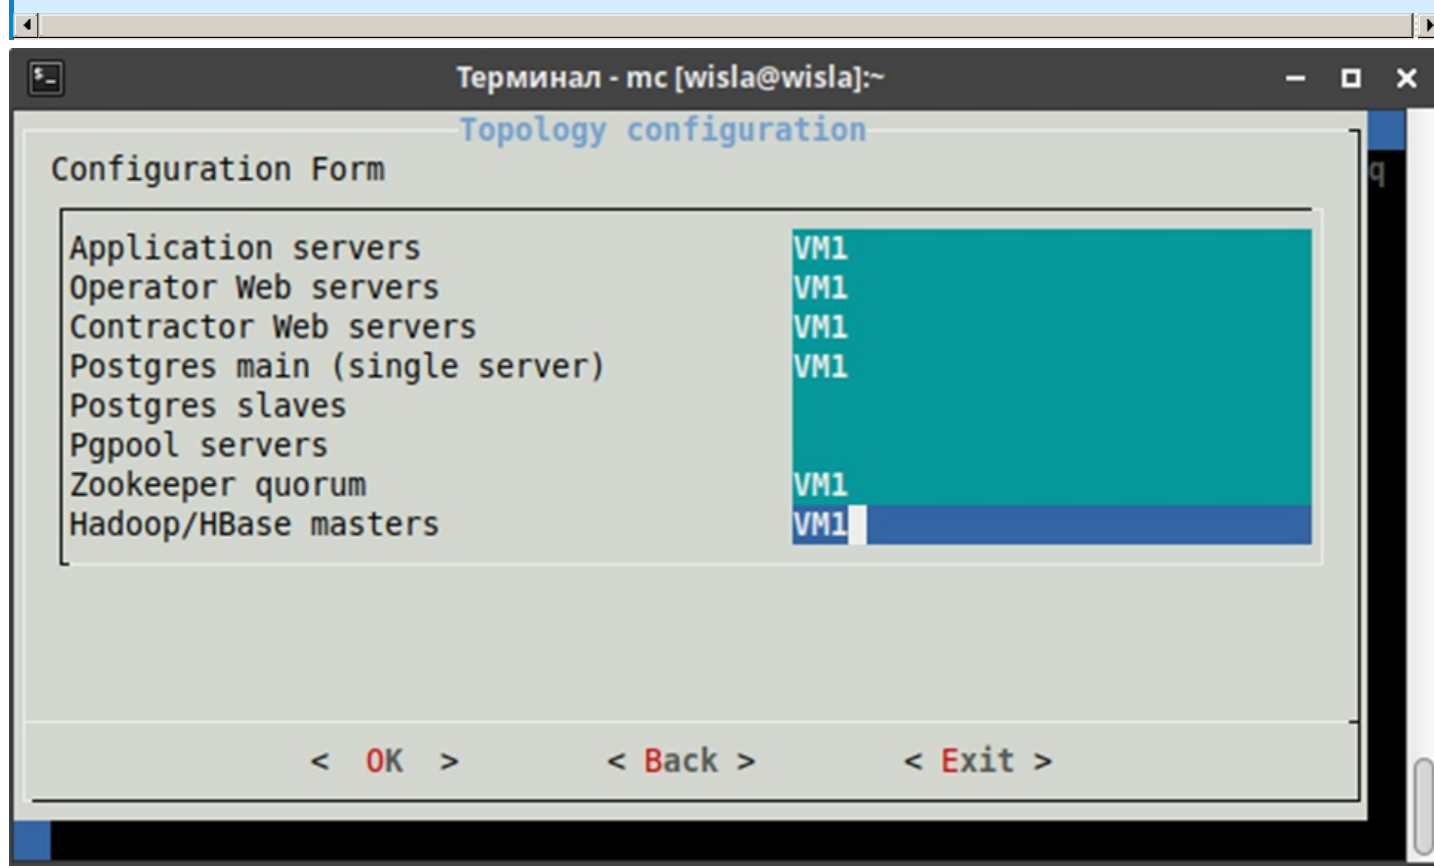 Терминал - mc [wisla@wisla]:~
Topology configuration
Configuration Form
q
Application servers VM1
Operator Web servers VM1
Contractor Web servers VM1
Postgres main (single server) VM1
Postgres slaves
Pgpool servers
Zookeeper quorum VM1
Hadoop/HBase masters VM1
< OK > < Back > < Exit >